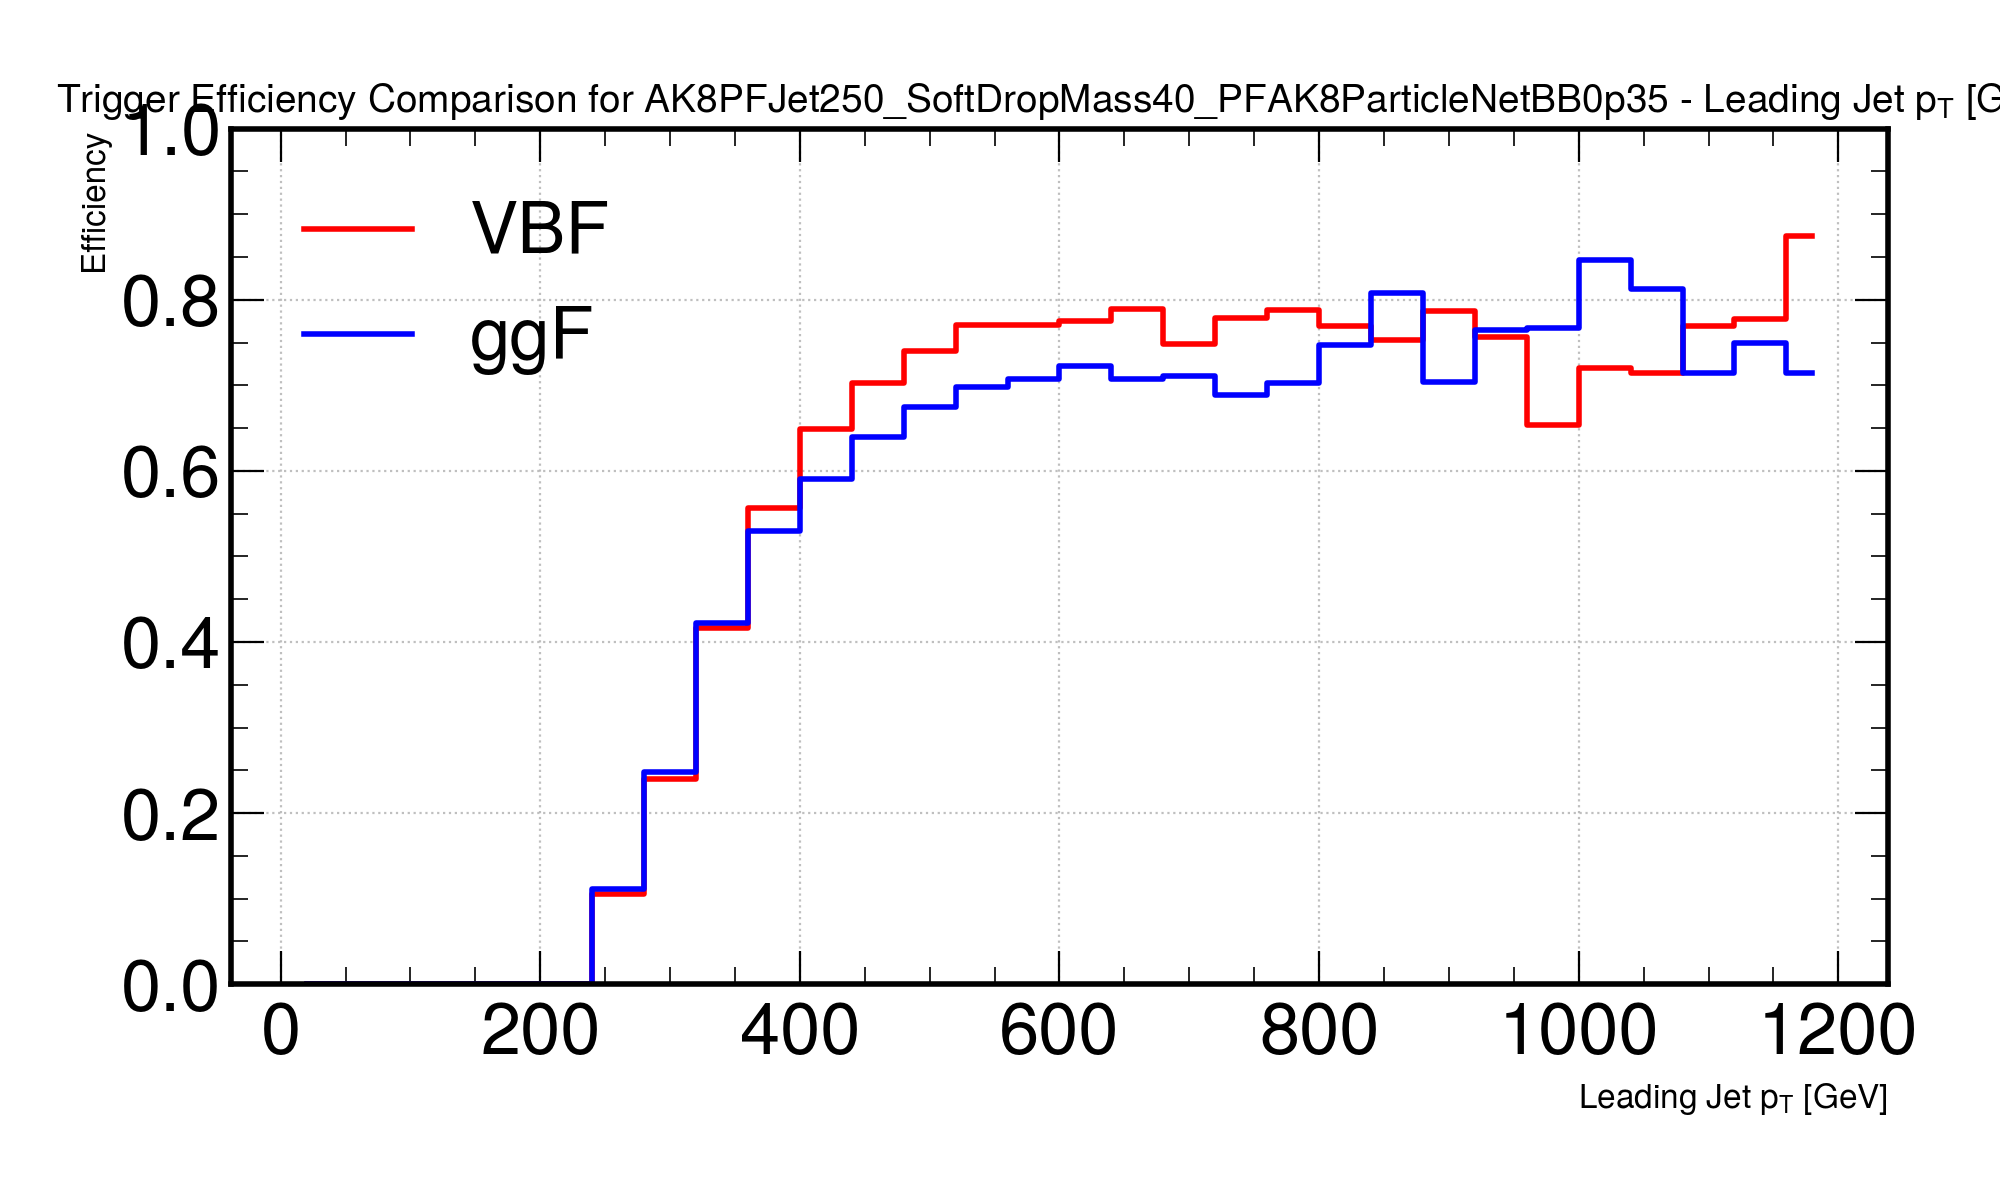 Trigger Efficiency Comparison for AK8PFJet250_SoftDropMass40_PFAK8ParticleNetBB0p35 - Leading Jet pT [G
Efficiency
1.0
0.8
0.6
0.4
0.2
0.0
VBF
ggF
0 200 400 600 800 1000 1200
Leading Jet pT [GeV]